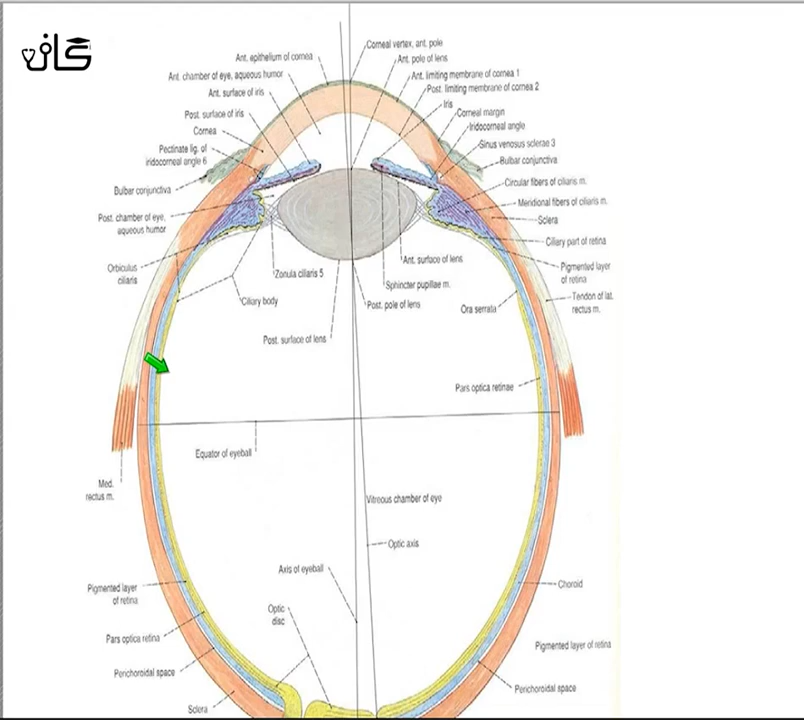 كان
Ant. epithelium of cornea
Ant. chamber of eye, aqueous humor
Ant. surface of iris
Post. surface of iris
Cornea
Pectinate lig. of
iridocorneal angle 6
Bulbar conjunctiva
Post. chamber of eye,
aqueous humor
Orbiculus
ciliaris
Corneal vertex, ant. pole
Ant. pole of lens
Ant. limiting membrane of cornea 1
Post. limiting membrane of cornea 2
Iris
Corneal margin
Iridocorneal angle
Sinus venosus sclerae 3
Bulbar conjunctiva
Circular fibers of ciliaris m.
Meridional fibers of ciliaris m.
Sclera
Ciliary part of retina
Pigmented layer
of retina
Tendon of lat.
rectus m.
Ant. surface of lens
Zonula ciliaris 5
Sphincter pupillae m.
Ciliary body
Post. pole of lens
Ora serrata
Post. surface of lens
Pars optica retinae
Equator of eyeball
Med.
rectus m.
Vitreous chamber of eye
Optic axis
Axis of eyeball
Pigmented layer
of retina
Optic
disc
Choroid
Pars optica retina
Pigmented layer of retina
Perichoroidal space
Perichoroidal space
Sclera